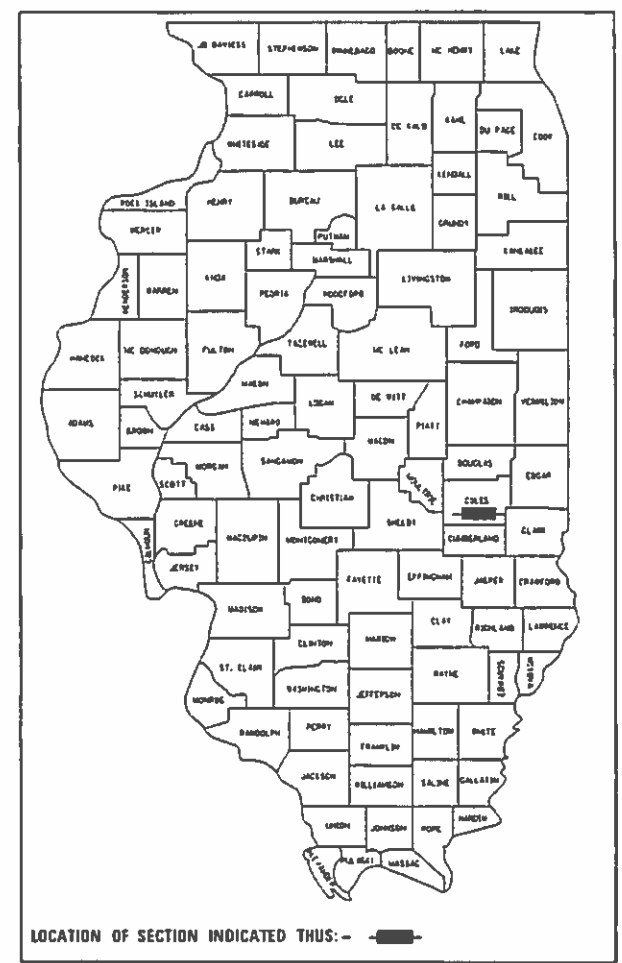 JO DAVIESS STEPHENSON WINNEBAGO BOONE MC HENRY LAKE
CARROLL OGLE
DE KALB KANE DU PAGE COOK
WHITESIDE LEE
KENDALL
ROCK ISLAND HENRY BUREAU LA SALLE WILL
MERCER PUTNAM GRUNDY
STARK MARSHALL KANKAKEE
HENDERSON WARREN KNOX PEORIA WOODFORD LIVINGSTON
IROQUOIS
HANCOCK MC DONOUGH FULTON TAZEWELL MC LEAN FORD
MASON
SCHUYLER LOGAN DE WITT CHAMPAIGN VERMILION
ADAMS BROWN CASS MENARD PIATT
MACON
PIKE SCOTT MORGAN SANGAMON DOUGLAS EDGAR
CHRISTIAN MOULTRIE COLES
GREENE SHELBY
CALHOUN MACOUPIN MONTGOMERY CUMBERLAND CLARK
JERSEY
FAYETTE EFFINGHAM JASPER CRAWFORD
MADISON BOND
CLAY RICHLAND LAWRENCE
CLINTON MARION
ST. CLAIR WAYNE EDWARDS WABASH
WASHINGTON JEFFERSON
MONROE
RANDOLPH PERRY HAMILTON WHITE
FRANKLIN
JACKSON WILLIAMSON SALINE GALLATIN
UNION JOHNSON POPE HARDIN
ALEXANDER PULASKI MASSAC
LOCATION OF SECTION INDICATED THUS:-